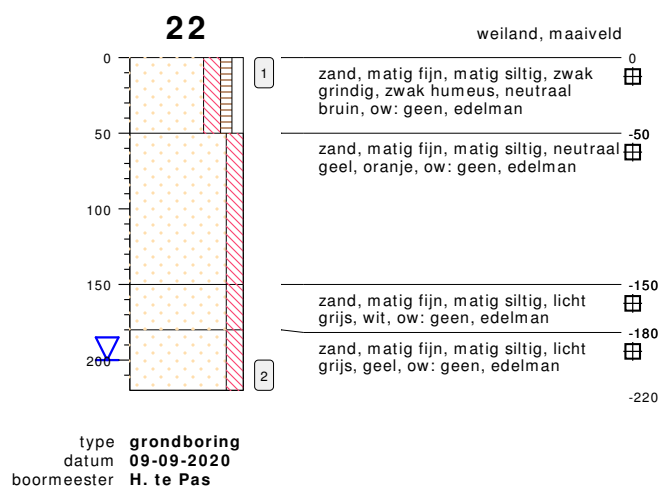 22
weiland, maaiveld
0
1
0
zand, matig fijn, matig siltig, zwak
grindig, zwak humeus, neutraal
bruin, ow: geen, edelman
50
-50
zand, matig fijn, matig siltig, neutraal
geel, oranje, ow: geen, edelman
100
150
-150
zand, matig fijn, matig siltig, licht
grijs, wit, ow: geen, edelman
-180
zand, matig fijn, matig siltig, licht
grijs, geel, ow: geen, edelman
200
2
-220
type grondboring
datum 09-09-2020
boormeester H. te Pas